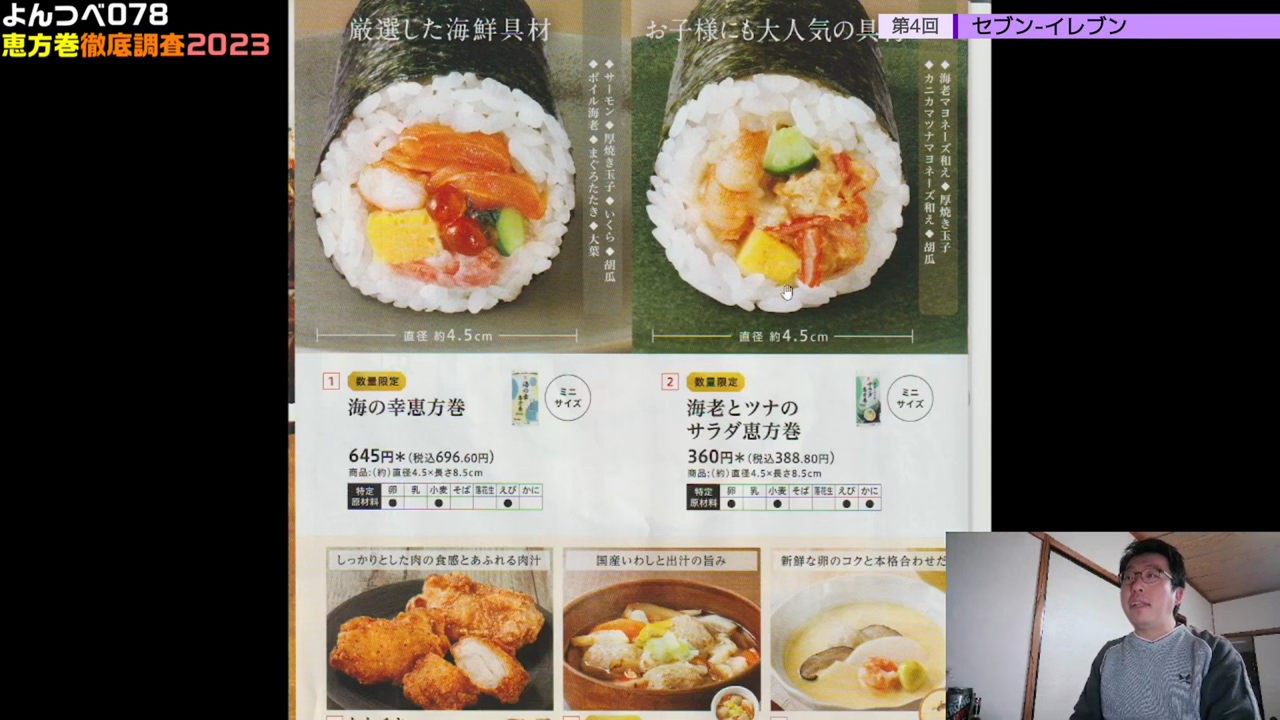 よんつべ078
恵方巻徹底調査2023
第4回
セブン-イレブン
厳選した海鮮具材
◆サーモン◆厚焼き玉子◆いくら◆胡瓜
◆ボイル海老◆まぐろたたき◆大葉
直径 約4.5cm
お子様にも大人気の具
◆海老マヨネーズ和え◆厚焼き玉子
◆カニカマツナマヨネーズ和え◆胡瓜
直径 約4.5cm
1 数量限定
海の幸恵方巻
ミニ
サイズ
645円*(税込696.60円)
商品:(約)直径4.5×長さ8.5cm
特定
原材料
卵 乳 小麦 そば 落花生 えび かに
● ● ●
2 数量限定
海老とツナの
サラダ恵方巻
ミニ
サイズ
360円*(税込388.80円)
商品:(約)直径4.5×長さ8.5cm
特定
原材料
卵 乳 小麦 そば 落花生 えび かに
● ● ● ●
しっかりとした肉の食感とあふれる肉汁
国産いわしと出汁の旨み
新鮮な卵のコクと本格合わせだ